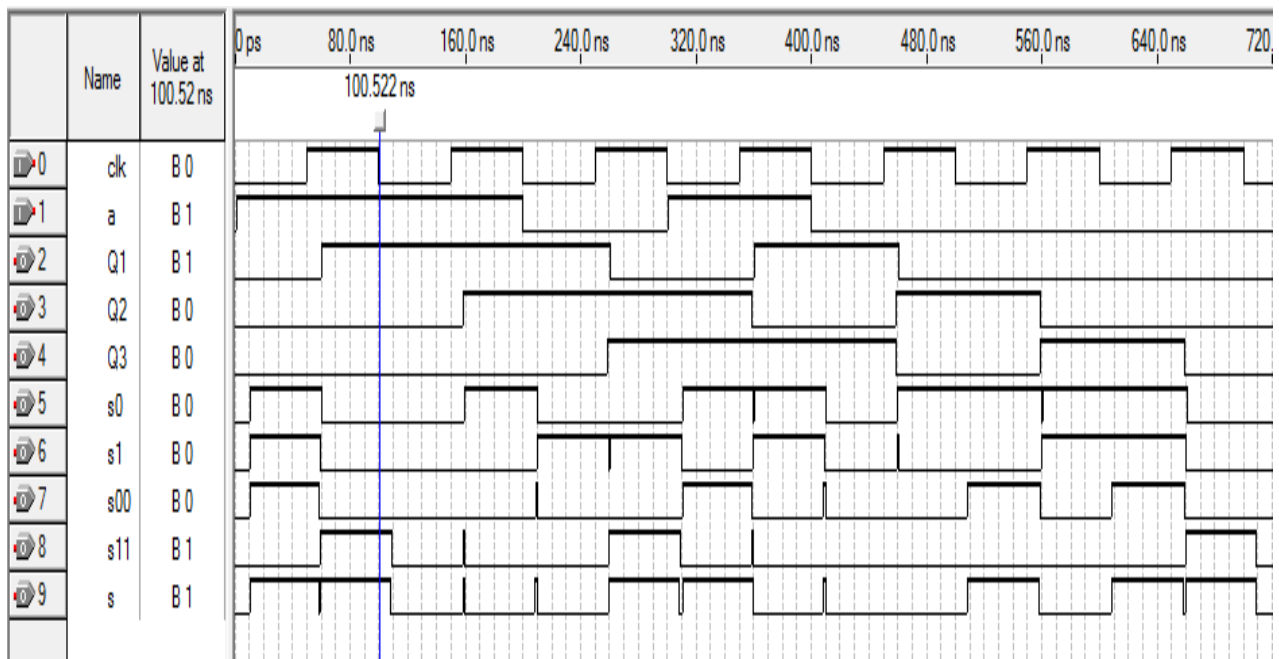 Name Value at 100.52 ns 0 ps 80.0 ns 160.0 ns 240.0 ns 320.0 ns 400.0 ns 480.0 ns 560.0 ns 640.0 ns 720.
100.522 ns
0 clk B 0
1 a B 1
2 Q1 B 1
3 Q2 B 0
4 Q3 B 0
5 s0 B 0
6 s1 B 0
7 s00 B 0
8 s11 B 1
9 s B 1